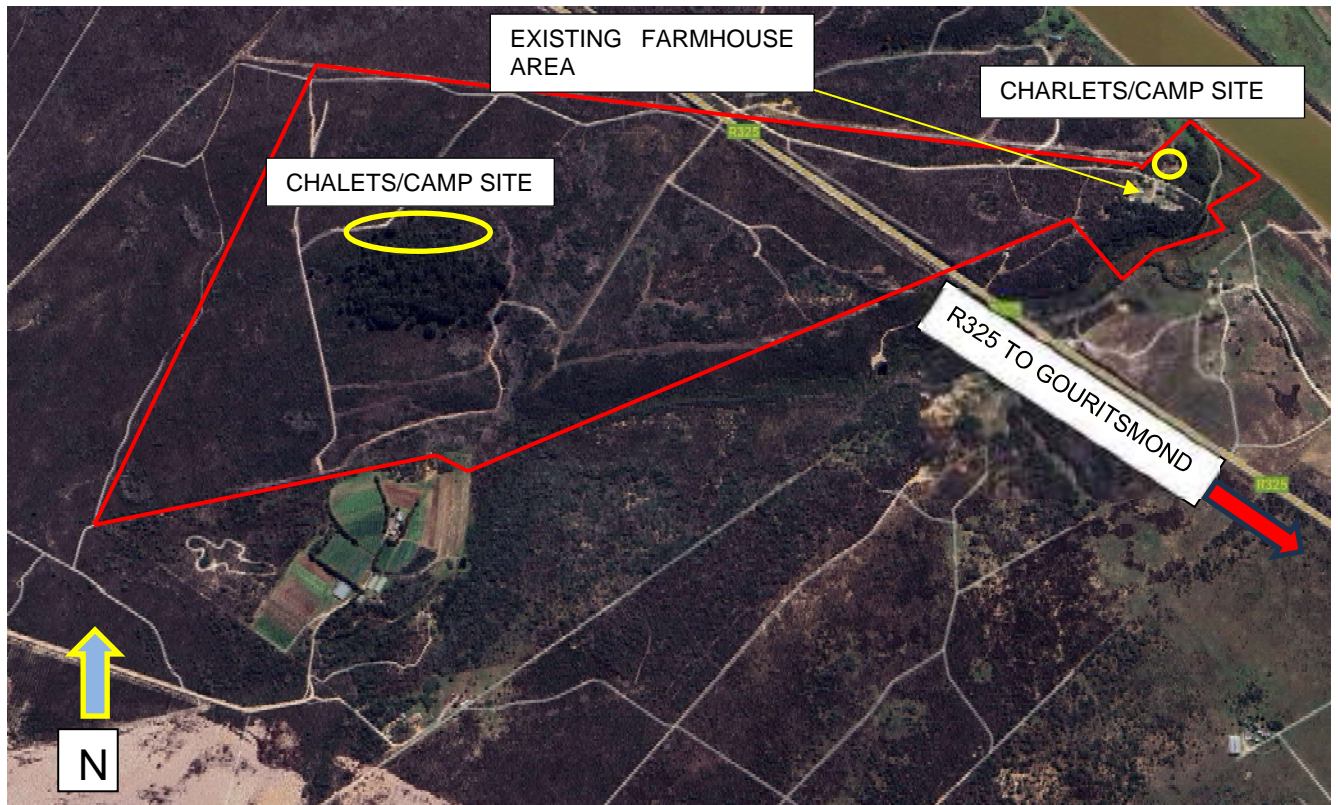 EXISTING FARMHOUSE
AREA
CHARLETS/CAMP SITE
R325
CHALETS/CAMP SITE
R325 TO GOURITSMOND
R325
N